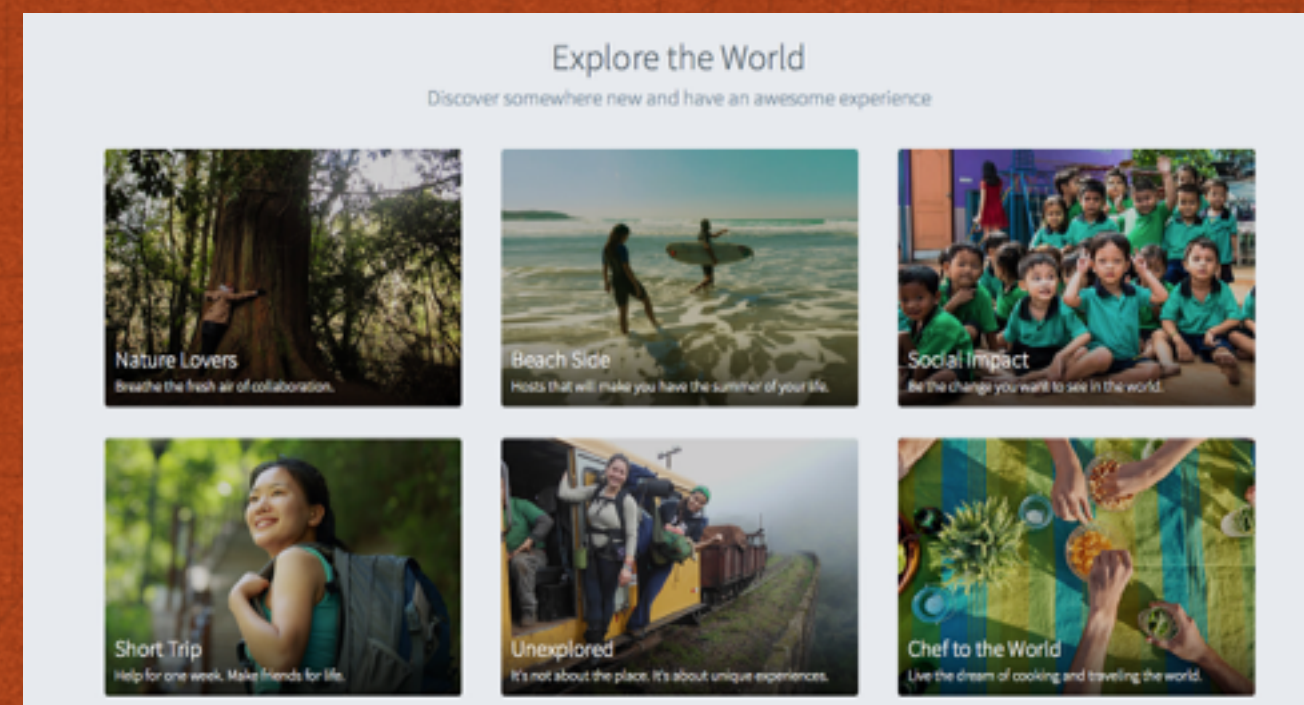 Explore the World
Discover somewhere new and have an awesome experience
Nature Lovers
Breathe the fresh air of collaboration.
Beach Side
Hosts that will make you have the summer of your life.
Social Impact
Be the change you want to see in the world.
Short Trip
Help for one week. Make friends for life.
Unexplored
It's not about the place. It's about unique experiences.
Chef to the World
Live the dream of cooking and traveling the world.